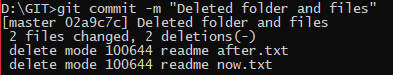 D:\GIT>git commit -m "Deleted folder and files"
[master 02a9c7c] Deleted folder and files
 2 files changed, 2 deletions(-)
 delete mode 100644 readme after.txt
 delete mode 100644 readme now.txt